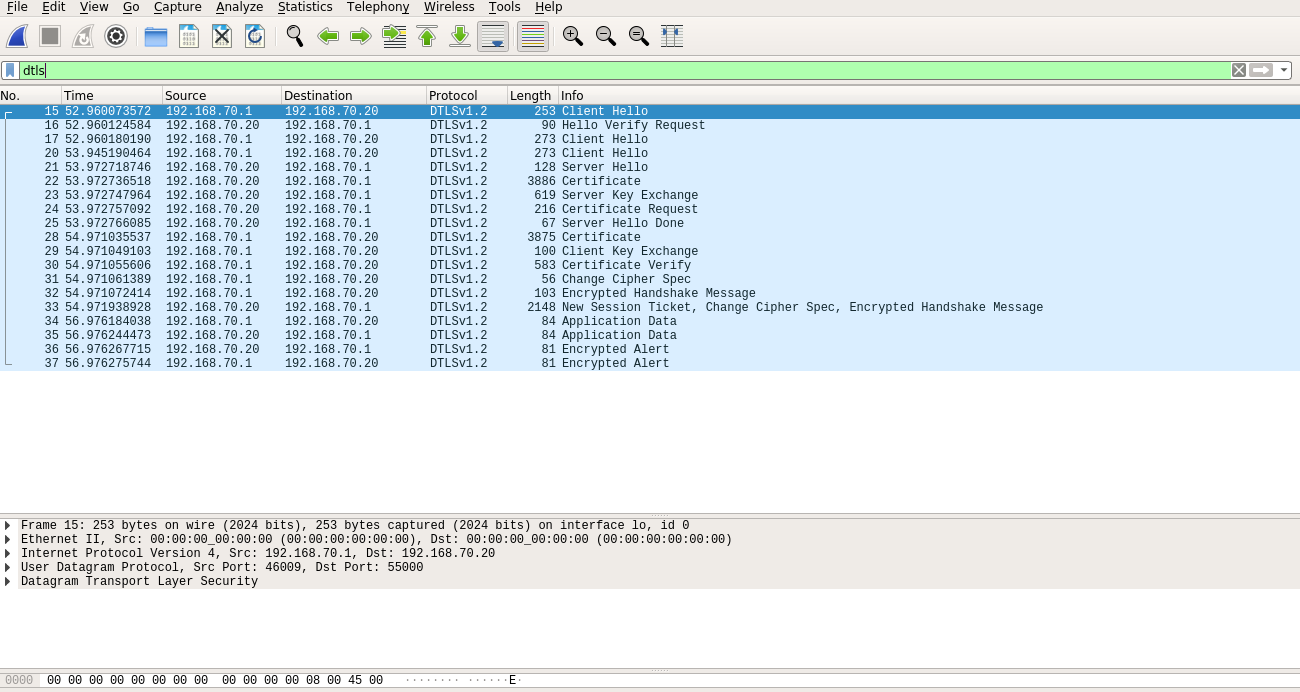 File Edit View Go Capture Analyze Statistics Telephony Wireless Tools Help
dtls
No. Time Source Destination Protocol Length Info
15 52.960073572 192.168.70.1 192.168.70.20 DTLSv1.2 253 Client Hello
16 52.960124584 192.168.70.20 192.168.70.1 DTLSv1.2 90 Hello Verify Request
17 52.960180190 192.168.70.1 192.168.70.20 DTLSv1.2 273 Client Hello
20 53.945190464 192.168.70.1 192.168.70.20 DTLSv1.2 273 Client Hello
21 53.972718746 192.168.70.20 192.168.70.1 DTLSv1.2 128 Server Hello
22 53.972736518 192.168.70.20 192.168.70.1 DTLSv1.2 3886 Certificate
23 53.972747964 192.168.70.20 192.168.70.1 DTLSv1.2 619 Server Key Exchange
24 53.972757092 192.168.70.20 192.168.70.1 DTLSv1.2 216 Certificate Request
25 53.972766085 192.168.70.20 192.168.70.1 DTLSv1.2 67 Server Hello Done
28 54.971035537 192.168.70.1 192.168.70.20 DTLSv1.2 3875 Certificate
29 54.971049103 192.168.70.1 192.168.70.20 DTLSv1.2 100 Client Key Exchange
30 54.971055606 192.168.70.1 192.168.70.20 DTLSv1.2 583 Certificate Verify
31 54.971061389 192.168.70.1 192.168.70.20 DTLSv1.2 56 Change Cipher Spec
32 54.971072414 192.168.70.1 192.168.70.20 DTLSv1.2 103 Encrypted Handshake Message
33 54.971938928 192.168.70.20 192.168.70.1 DTLSv1.2 2148 New Session Ticket, Change Cipher Spec, Encrypted Handshake Message
34 56.976184038 192.168.70.1 192.168.70.20 DTLSv1.2 84 Application Data
35 56.976244473 192.168.70.20 192.168.70.1 DTLSv1.2 84 Application Data
36 56.976267715 192.168.70.20 192.168.70.1 DTLSv1.2 81 Encrypted Alert
37 56.976275744 192.168.70.1 192.168.70.20 DTLSv1.2 81 Encrypted Alert
Frame 15: 253 bytes on wire (2024 bits), 253 bytes captured (2024 bits) on interface lo, id 0
Ethernet II, Src: 00:00:00_00:00:00 (00:00:00:00:00:00), Dst: 00:00:00_00:00:00 (00:00:00:00:00:00)
Internet Protocol Version 4, Src: 192.168.70.1, Dst: 192.168.70.20
User Datagram Protocol, Src Port: 46009, Dst Port: 55000
Datagram Transport Layer Security
0000 00 00 00 00 00 00 00 00 00 00 00 00 08 00 45 00 ········ ······E·